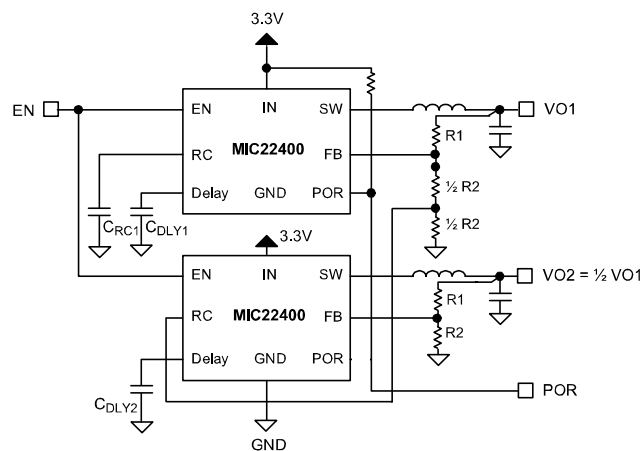 3.3V
EN
EN
IN
SW
VO1
R1
RC
MIC22400
FB
½ R2
Delay
GND
POR
CRC1
CDLY1
½ R2
3.3V
EN
IN
SW
VO2 = ½ VO1
R1
RC
MIC22400
FB
R2
Delay
GND
POR
CDLY2
POR
GND